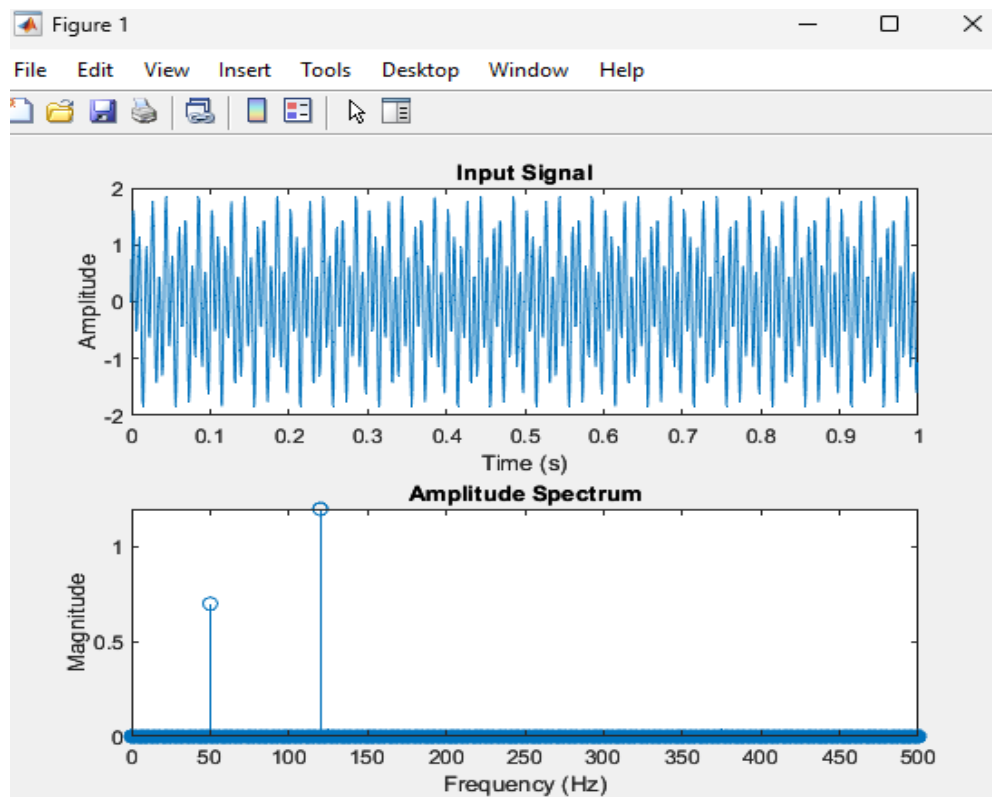 Figure 1
File Edit View Insert Tools Desktop Window Help
Input Signal
Amplitude
2
1
0
-1
-2
0 0.1 0.2 0.3 0.4 0.5 0.6 0.7 0.8 0.9 1
Time (s)
Amplitude Spectrum
Magnitude
1
0.5
0
0 50 100 150 200 250 300 350 400 450 500
Frequency (Hz)